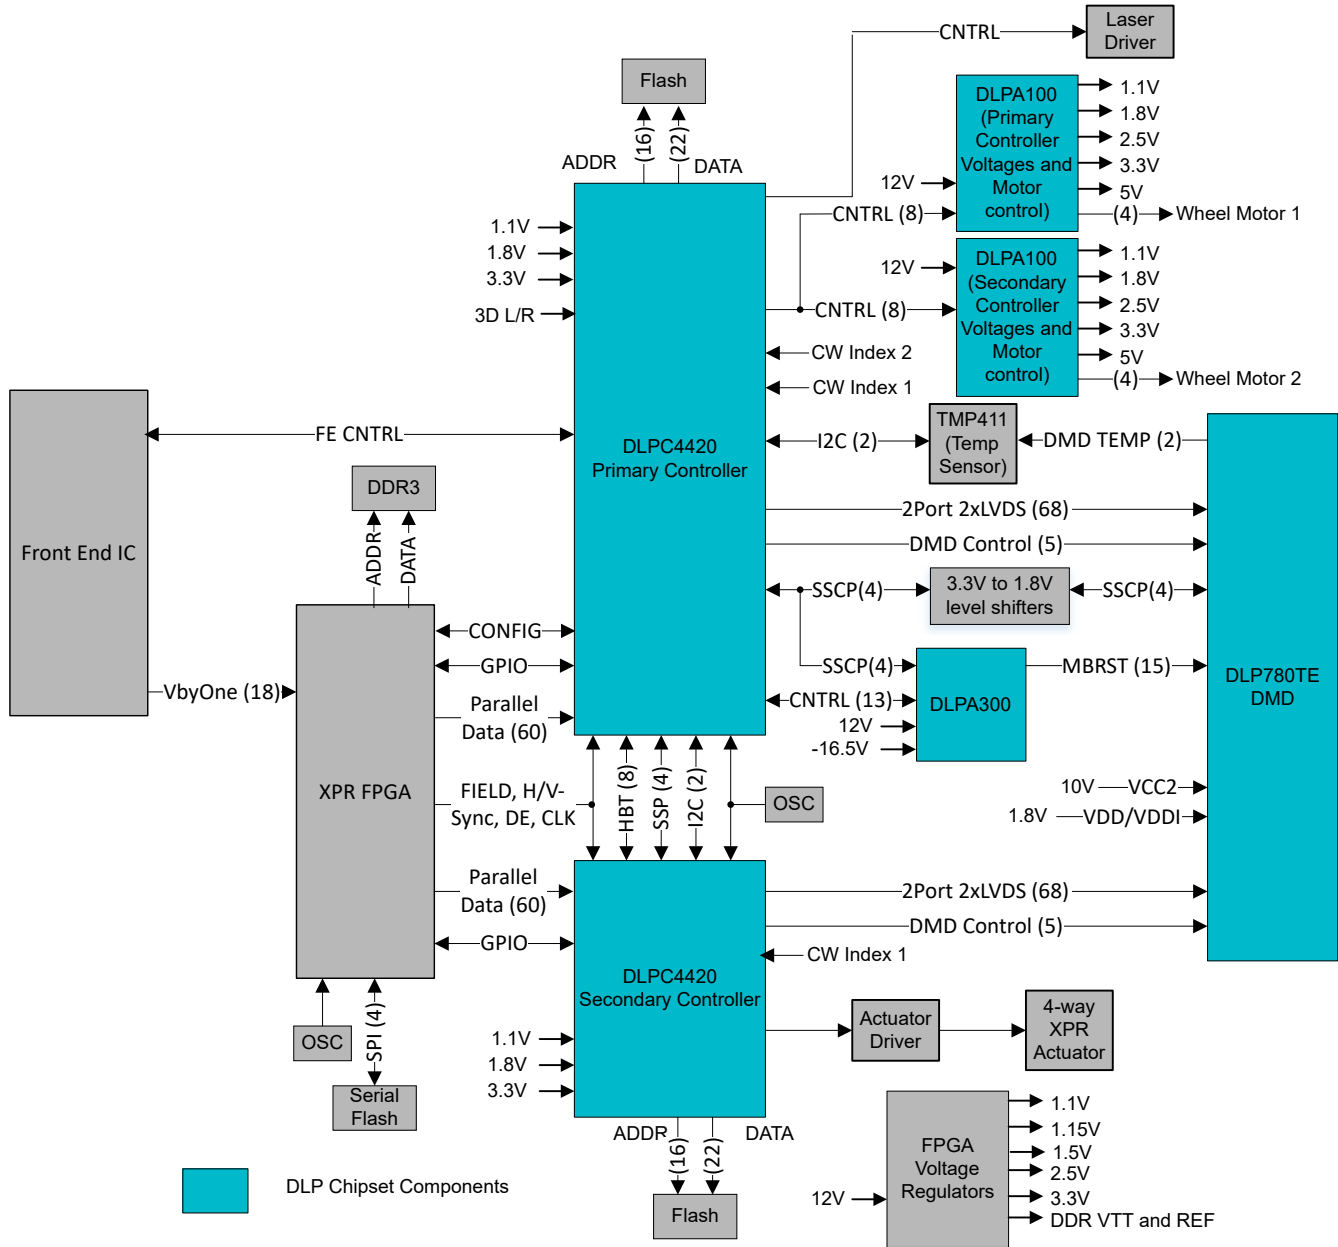 CNTRL
Laser
Driver
Flash
(16)
(22)
ADDR
DATA
DLPA100
(Primary
Controller
Voltages and
Motor
control)
1.1V
1.8V
2.5V
3.3V
5V
12V
CNTRL (8)
(4)
Wheel Motor 1
1.1V
1.8V
3.3V
3D L/R
DLPA100
(Secondary
Controller
Voltages and
Motor
control)
1.1V
1.8V
2.5V
3.3V
5V
12V
CNTRL (8)
(4)
Wheel Motor 2
CW Index 2
CW Index 1
Front End IC
FE CNTRL
DLPC4420
Primary Controller
I2C (2)
TMP411
(Temp
Sensor)
DMD TEMP (2)
DDR3
ADDR
DATA
2Port 2xLVDS (68)
DMD Control (5)
SSCP(4)
3.3V to 1.8V
level shifters
SSCP(4)
CONFIG
GPIO
SSCP(4)
MBRST (15)
DLP780TE
DMD
VbyOne (18)
Parallel
Data (60)
CNTRL (13)
DLPA300
12V
-16.5V
XPR FPGA
FIELD, H/V-
Sync, DE, CLK
HBT (8)
SSP (4)
I2C (2)
OSC
10V
VCC2
1.8V
VDD/VDDI
Parallel
Data (60)
2Port 2xLVDS (68)
GPIO
DMD Control (5)
CW Index 1
DLPC4420
Secondary Controller
OSC
SPI (4)
Serial
Flash
1.1V
1.8V
3.3V
Actuator
Driver
4-way
XPR
Actuator
ADDR
DATA
(16)
(22)
Flash
FPGA
Voltage
Regulators
12V
1.1V
1.15V
1.5V
2.5V
3.3V
DDR VTT and REF
DLP Chipset Components